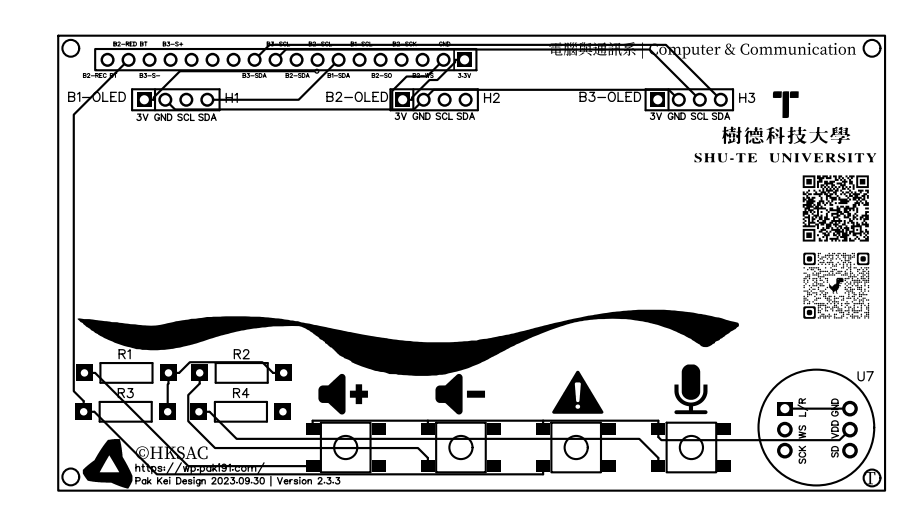 B2-RED BT B3-S+ B3-SCL B2-SCL B1-SCL B2-SCK GND
電腦與通訊系 | Computer & Communication
B2-REC BT B3-S- B3-SDA B2-SDA B1-SDA B2-SO B2-WS 3.3V
B1-OLED H1 B2-OLED H2 B3-OLED H3
3V GND SCL SDA 3V GND SCL SDA 3V GND SCL SDA
樹德科技大學
SHU-TE UNIVERSITY
R1 R2
R3 R4
U7
L/R GND
WS VDD
SCK SD
©HKSAC
https://wp.paki91.com/
Pak Kei Design 2023.09.30 | Version 2.3.3
T